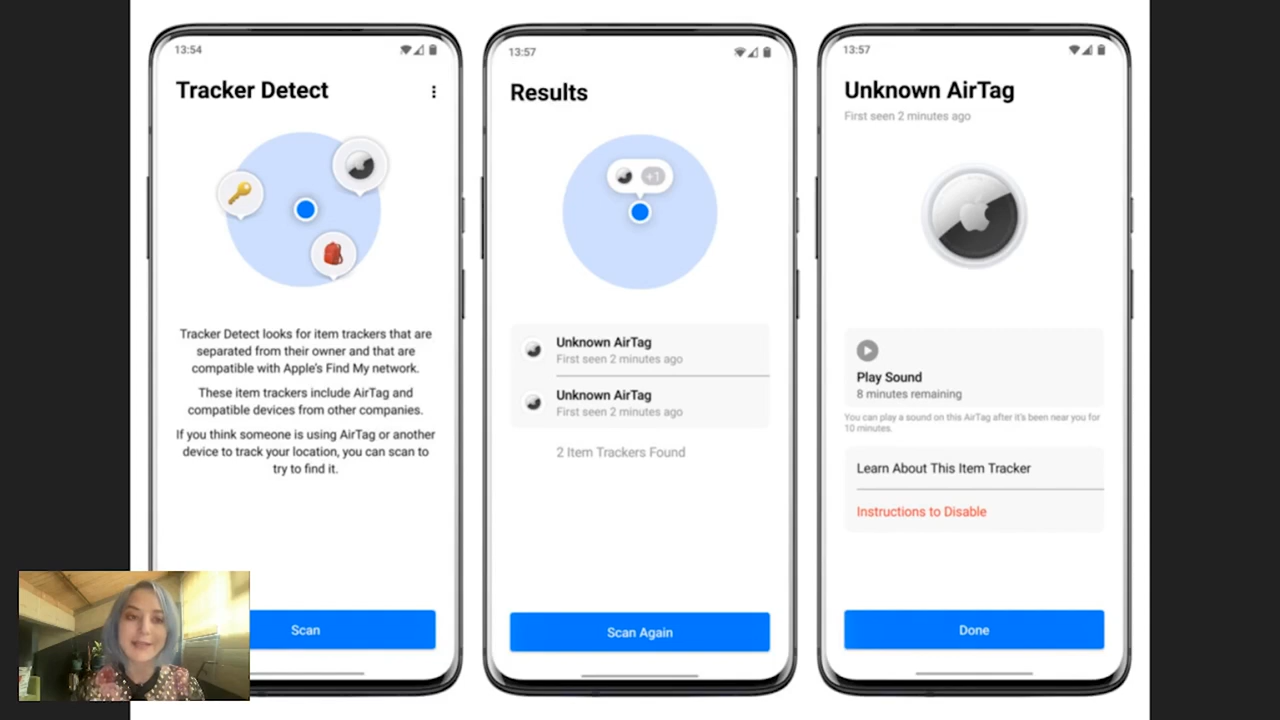 13:54
Tracker Detect
Tracker Detect looks for item trackers that are
separated from their owner and that are
compatible with Apple's Find My network.
These item trackers include AirTag and
compatible devices from other companies.
If you think someone is using AirTag or another
device to track your location, you can scan to
try to find it.
Scan
13:57
Results
+1
Unknown AirTag
First seen 2 minutes ago
Unknown AirTag
First seen 2 minutes ago
2 Item Trackers Found
Scan Again
13:57
Unknown AirTag
First seen 2 minutes ago
Play Sound
8 minutes remaining
You can play a sound on this AirTag after it's been near you for
10 minutes.
Learn About This Item Tracker
Instructions to Disable
Done